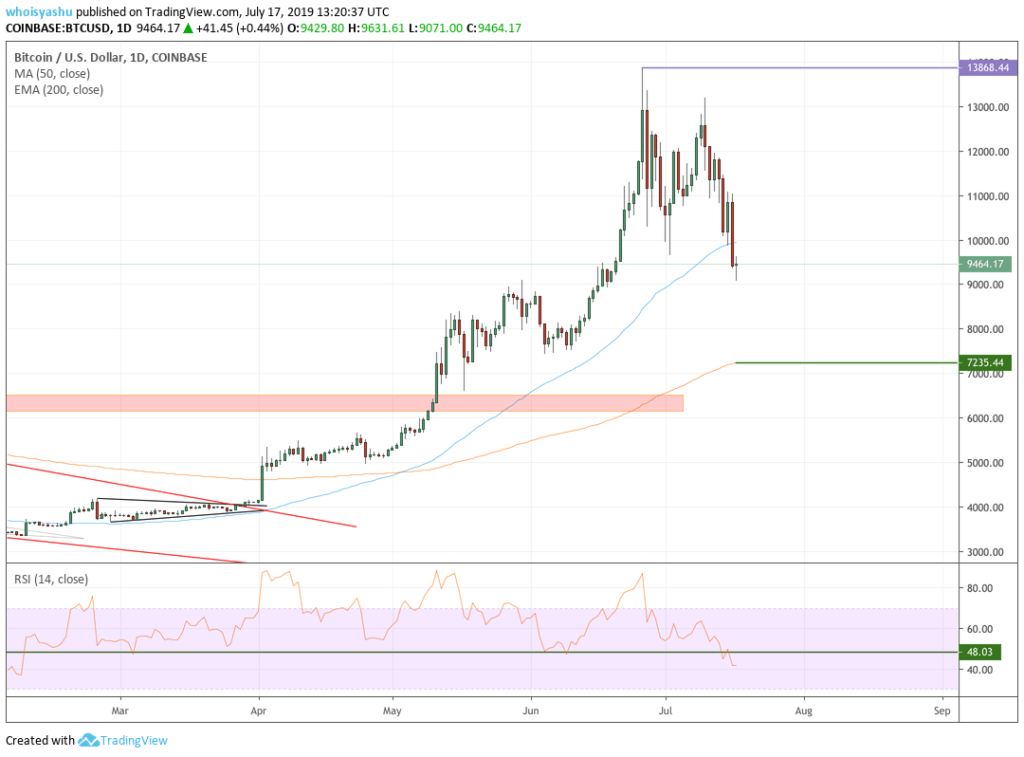 whoisyashu published on TradingView.com, July 17, 2019 13:20:37 UTC
COINBASE:BTCUSD, 1D 9464.17 ▲ +41.45 (+0.44%) O:9429.80 H:9631.61 L:9071.00 C:9464.17
Bitcoin / U.S. Dollar, 1D, COINBASE
MA (50, close)
EMA (200, close)
13868.44
13000.00
12000.00
11000.00
10000.00
9464.17
9000.00
8000.00
7235.44
7000.00
6000.00
5000.00
4000.00
3000.00
RSI (14, close)
80.00
60.00
48.03
40.00
Mar Apr May Jun Jul Aug Sep
Created with TradingView